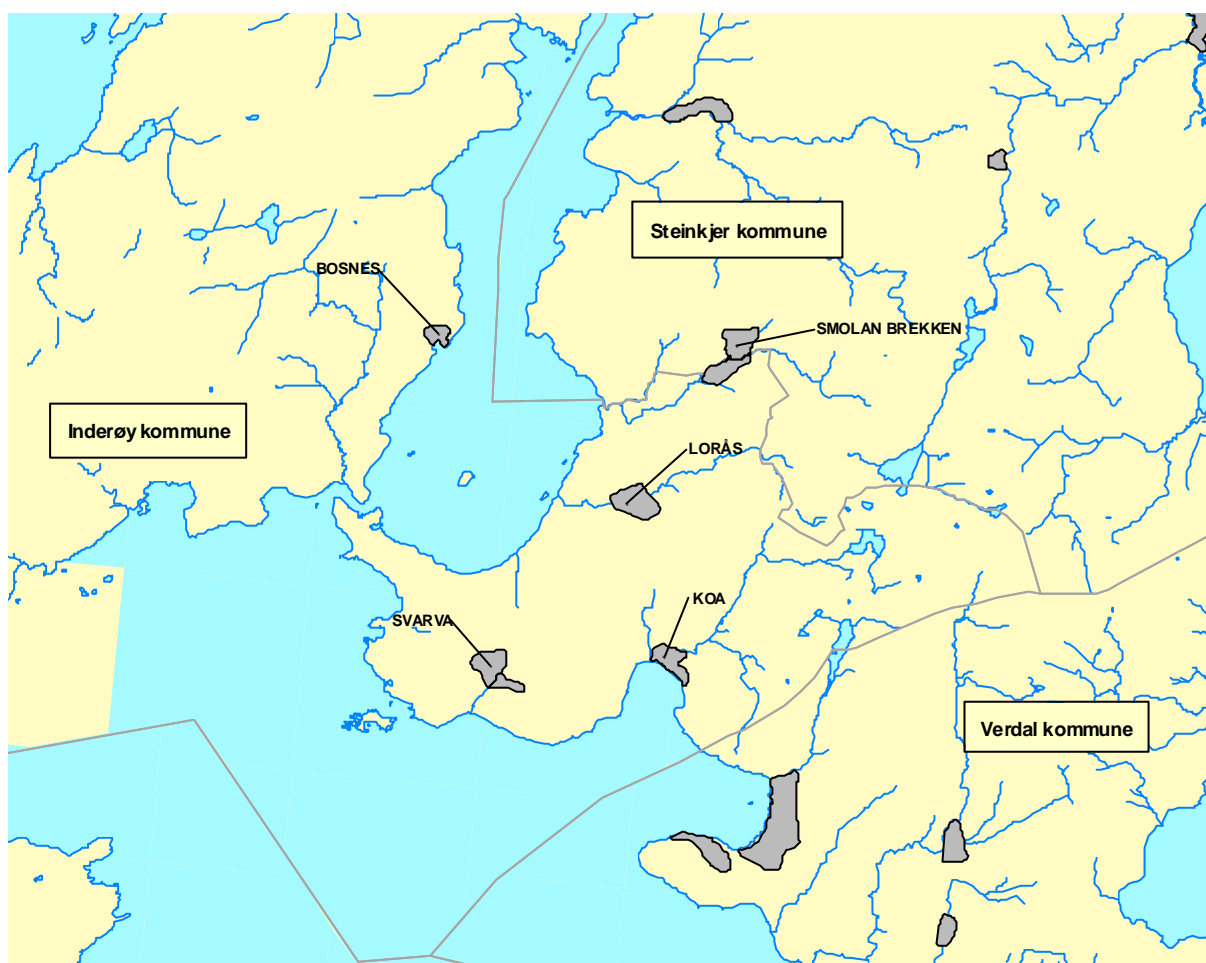 Steinkjer kommune
BOSNES
SMOLAN BREKKEN
Inderøy kommune
LORÅS
KOA
SVARVA
Verdal kommune